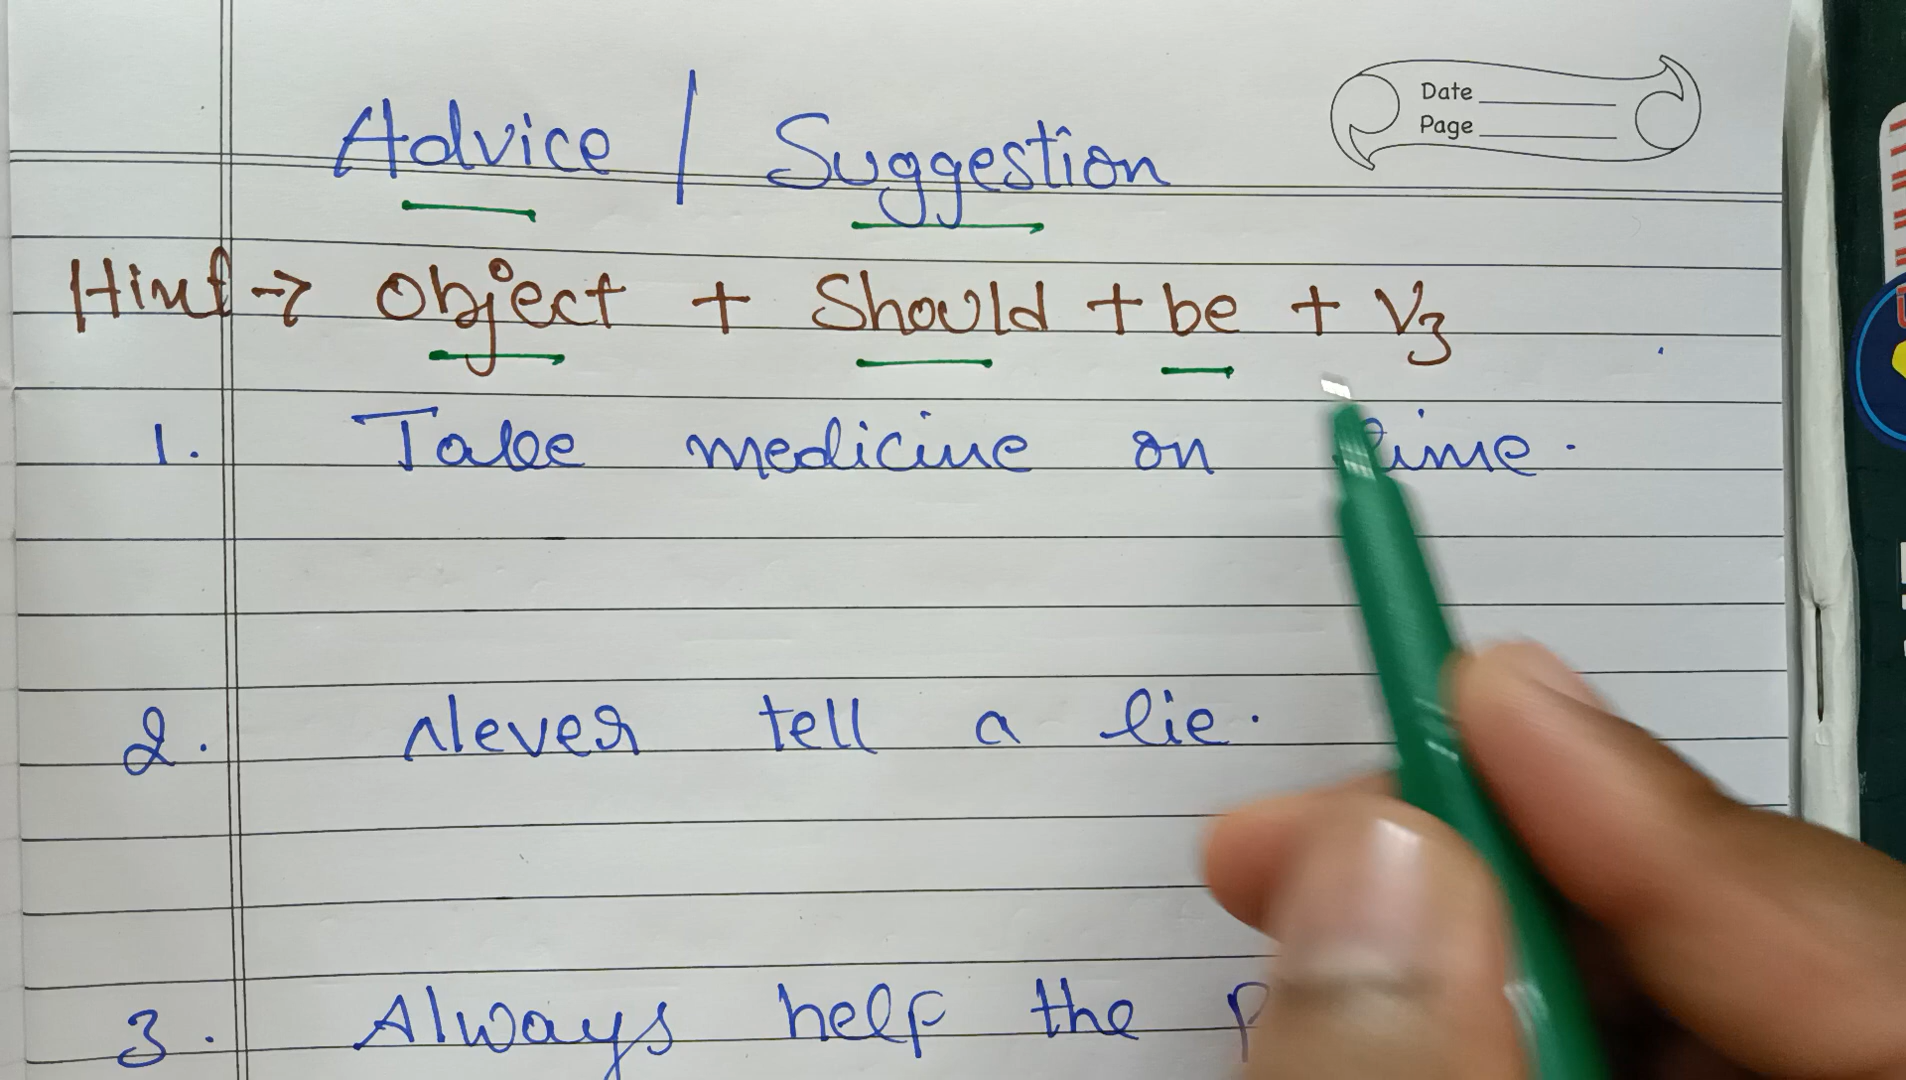 Date
Page
Advice / Suggestion
Hint → Object + Should + be + V3
1. Take medicine on time.
2. Never tell a lie.
3. Always help the